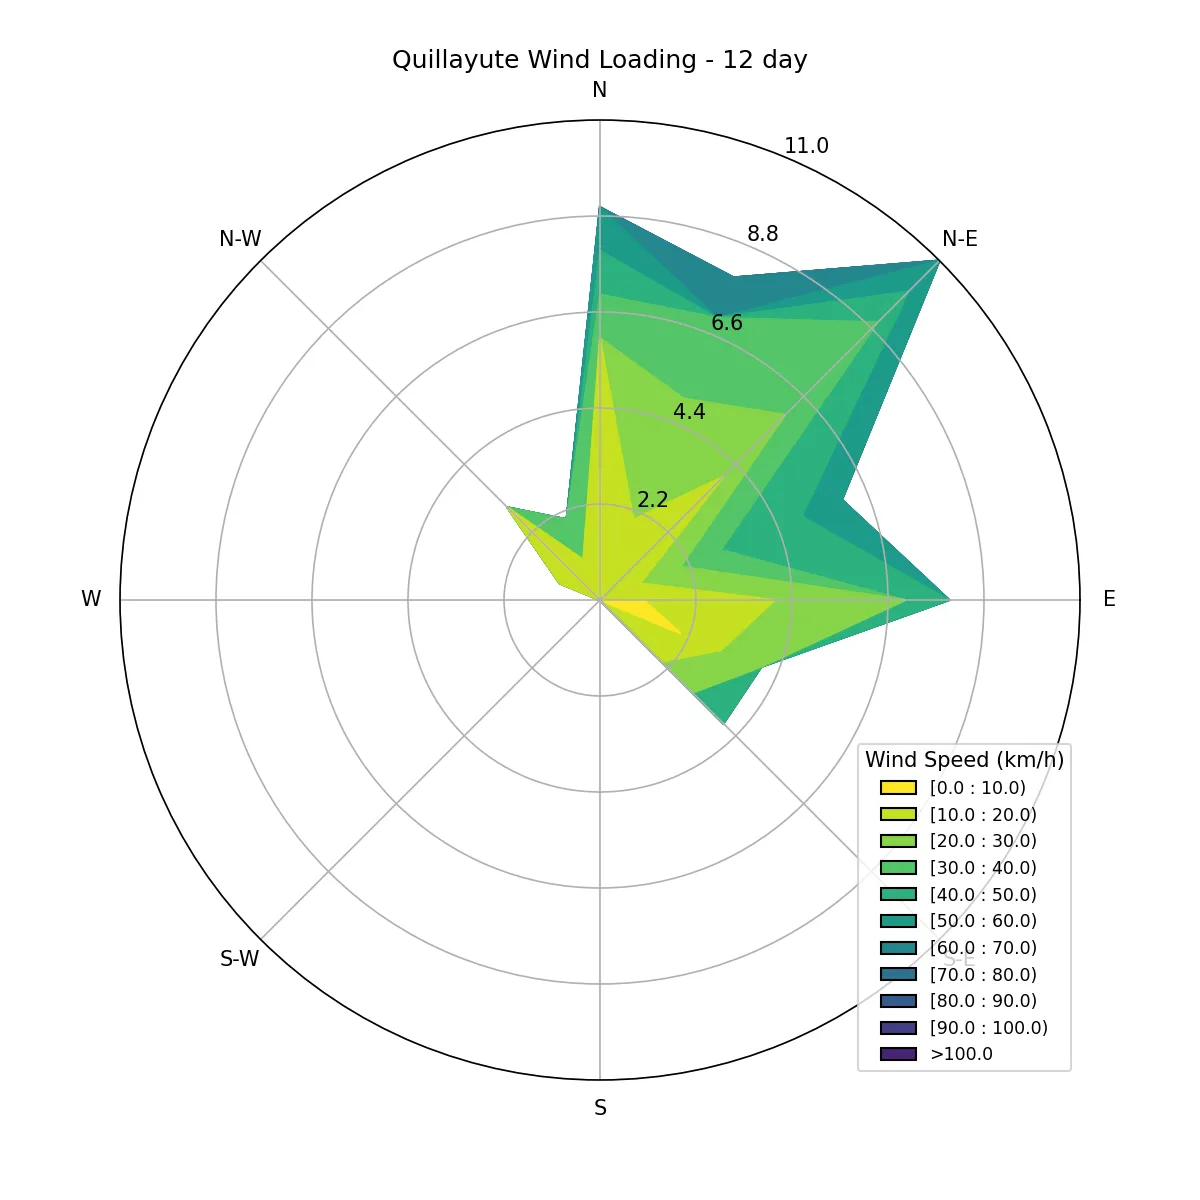 Quillayute Wind Loading - 12 day
N
11.0
8.8
N-W
N-E
6.6
4.4
2.2
W
E
Wind Speed (km/h)
[0.0 : 10.0)
[10.0 : 20.0)
[20.0 : 30.0)
[30.0 : 40.0)
[40.0 : 50.0)
[50.0 : 60.0)
[60.0 : 70.0)
S-W
S-E
[70.0 : 80.0)
[80.0 : 90.0)
[90.0 : 100.0)
>100.0
S